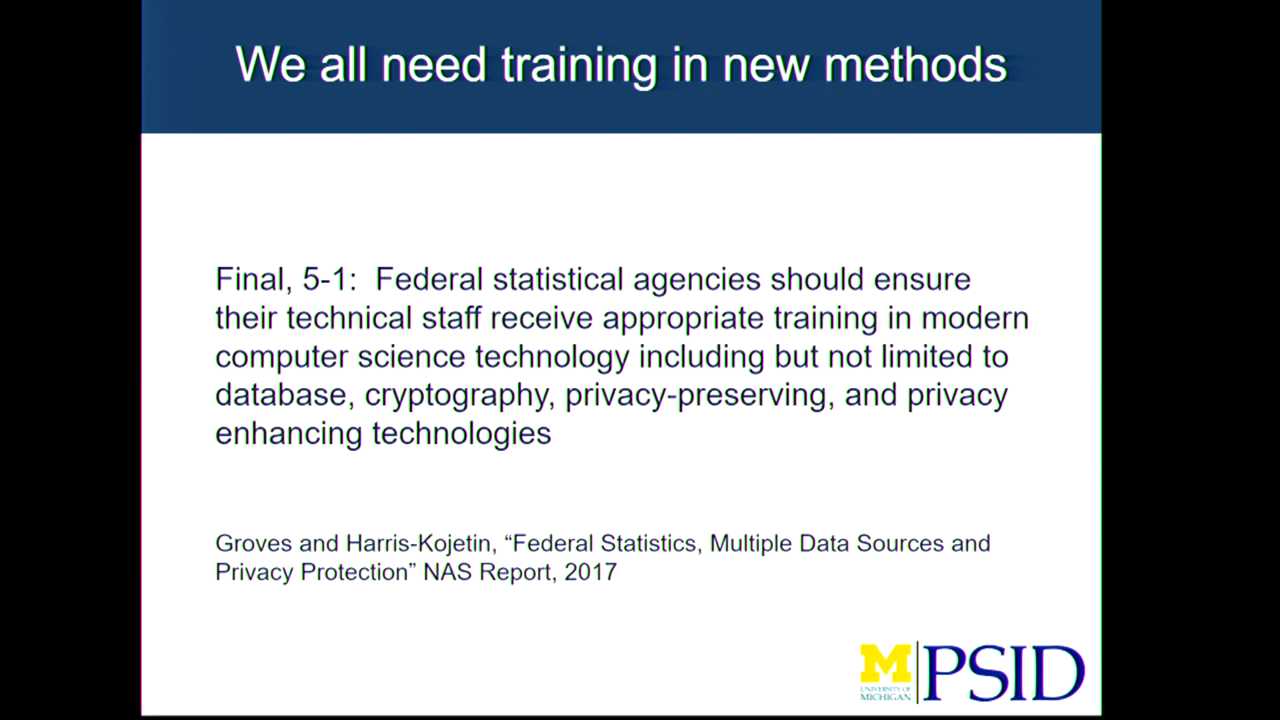 We all need training in new methods
Final, 5-1:  Federal statistical agencies should ensure
their technical staff receive appropriate training in modern
computer science technology including but not limited to
database, cryptography, privacy-preserving, and privacy
enhancing technologies
Groves and Harris-Kojetin, “Federal Statistics, Multiple Data Sources and
Privacy Protection” NAS Report, 2017
M PSID
UNIVERSITY OF
MICHIGAN